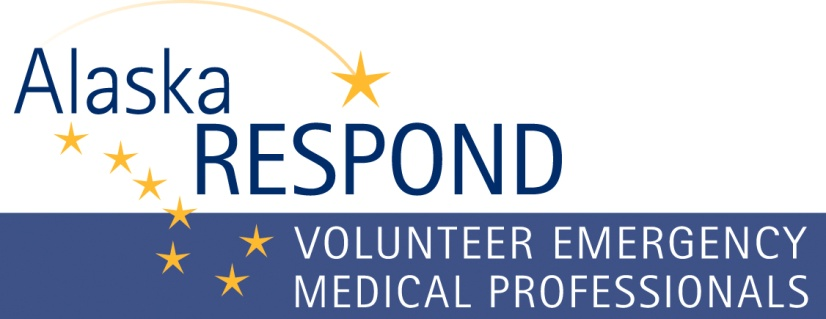 Alaska
RESPOND
VOLUNTEER EMERGENCY
MEDICAL PROFESSIONALS